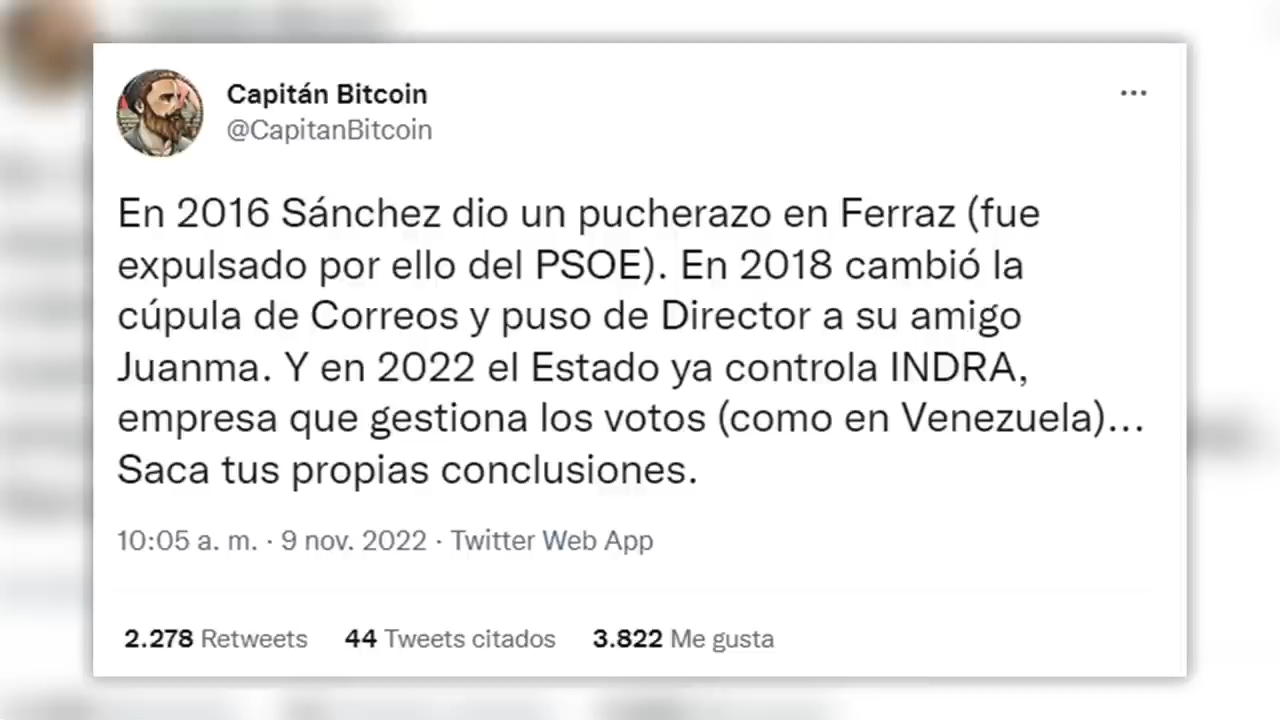 Capitán Bitcoin
@CapitanBitcoin
En 2016 Sánchez dio un pucherazo en Ferraz (fue
expulsado por ello del PSOE). En 2018 cambió la
cúpula de Correos y puso de Director a su amigo
Juanma. Y en 2022 el Estado ya controla INDRA,
empresa que gestiona los votos (como en Venezuela)...
Saca tus propias conclusiones.
10:05 a. m. · 9 nov. 2022 · Twitter Web App
2.278 Retweets 44 Tweets citados 3.822 Me gusta